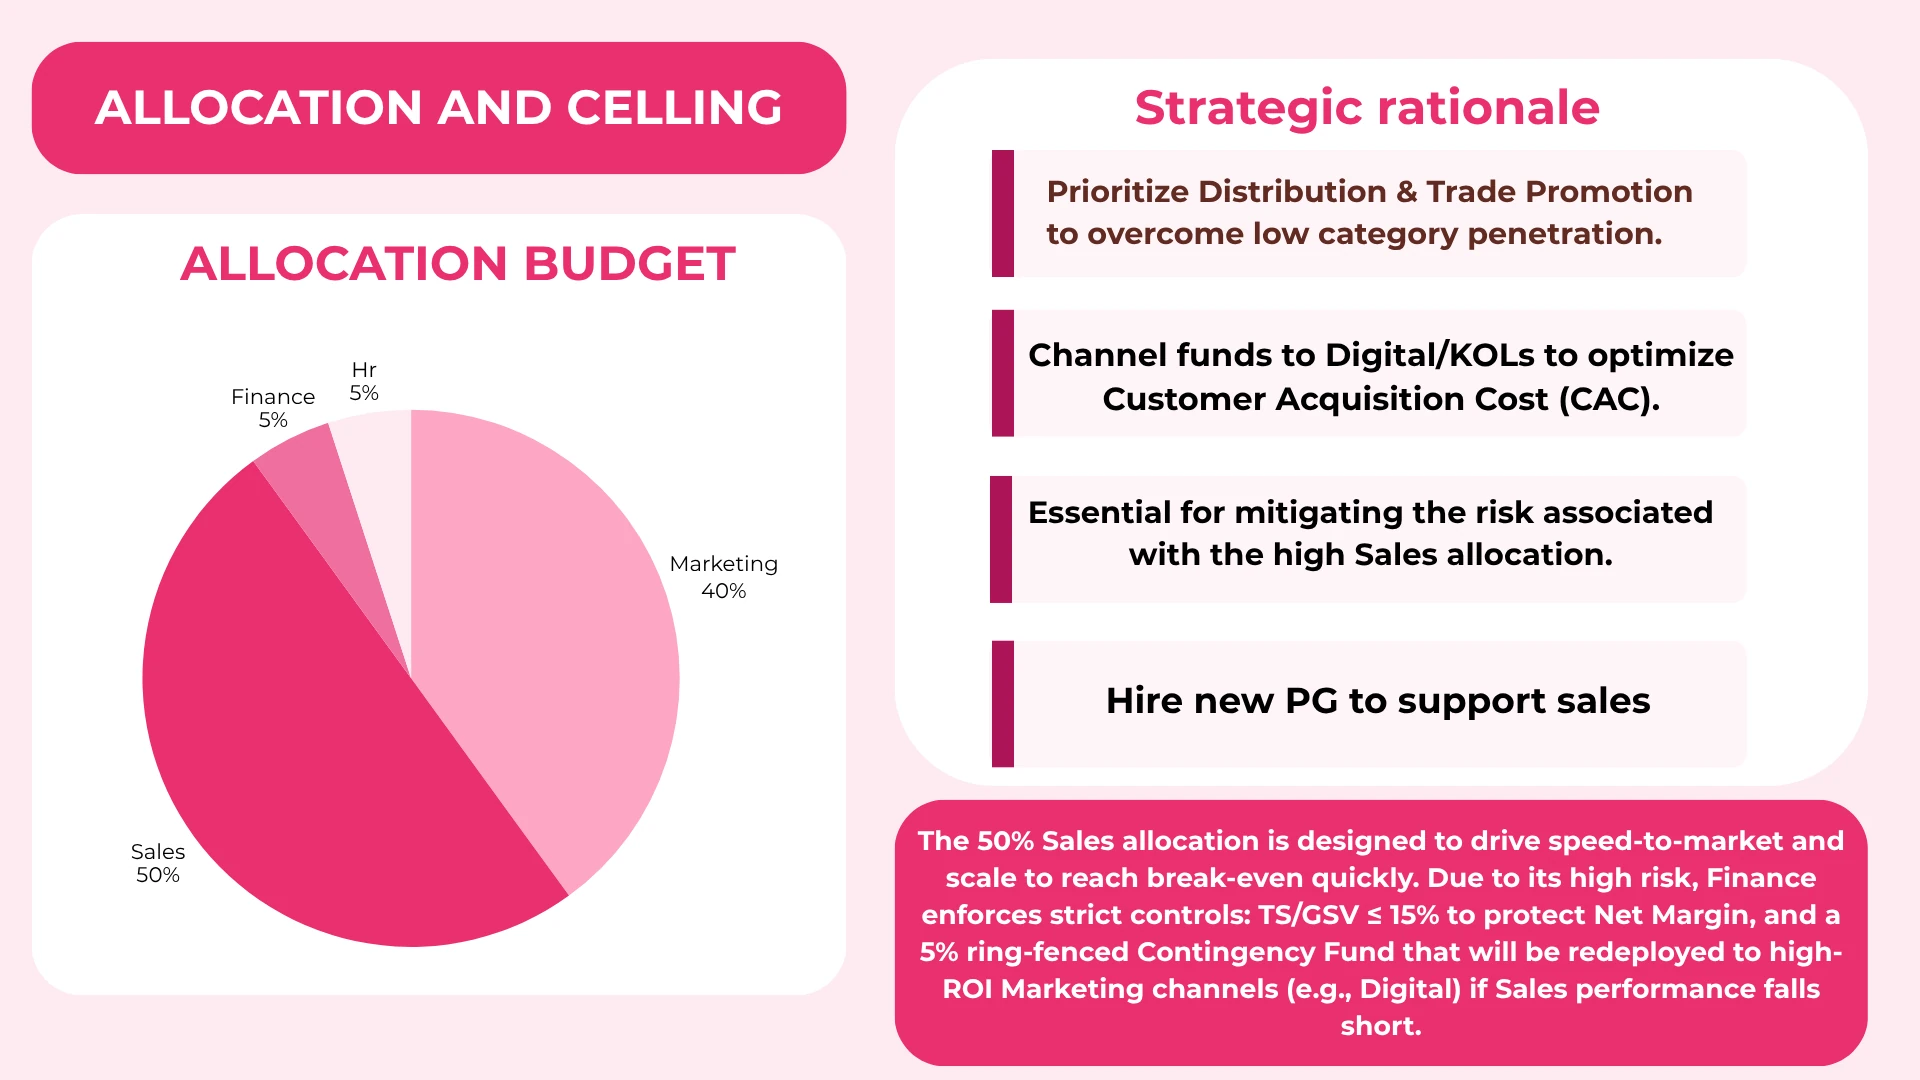 ALLOCATION AND CELLING
ALLOCATION BUDGET
Hr
5%
Finance
5%
Marketing
40%
Sales
50%
Strategic rationale
Prioritize Distribution & Trade Promotion
to overcome low category penetration.
Channel funds to Digital/KOLs to optimize
Customer Acquisition Cost (CAC).
Essential for mitigating the risk associated
with the high Sales allocation.
Hire new PG to support sales
The 50% Sales allocation is designed to drive speed-to-market and
scale to reach break-even quickly. Due to its high risk, Finance
enforces strict controls: TS/GSV ≤ 15% to protect Net Margin, and a
5% ring-fenced Contingency Fund that will be redeployed to high-
ROI Marketing channels (e.g., Digital) if Sales performance falls
short.